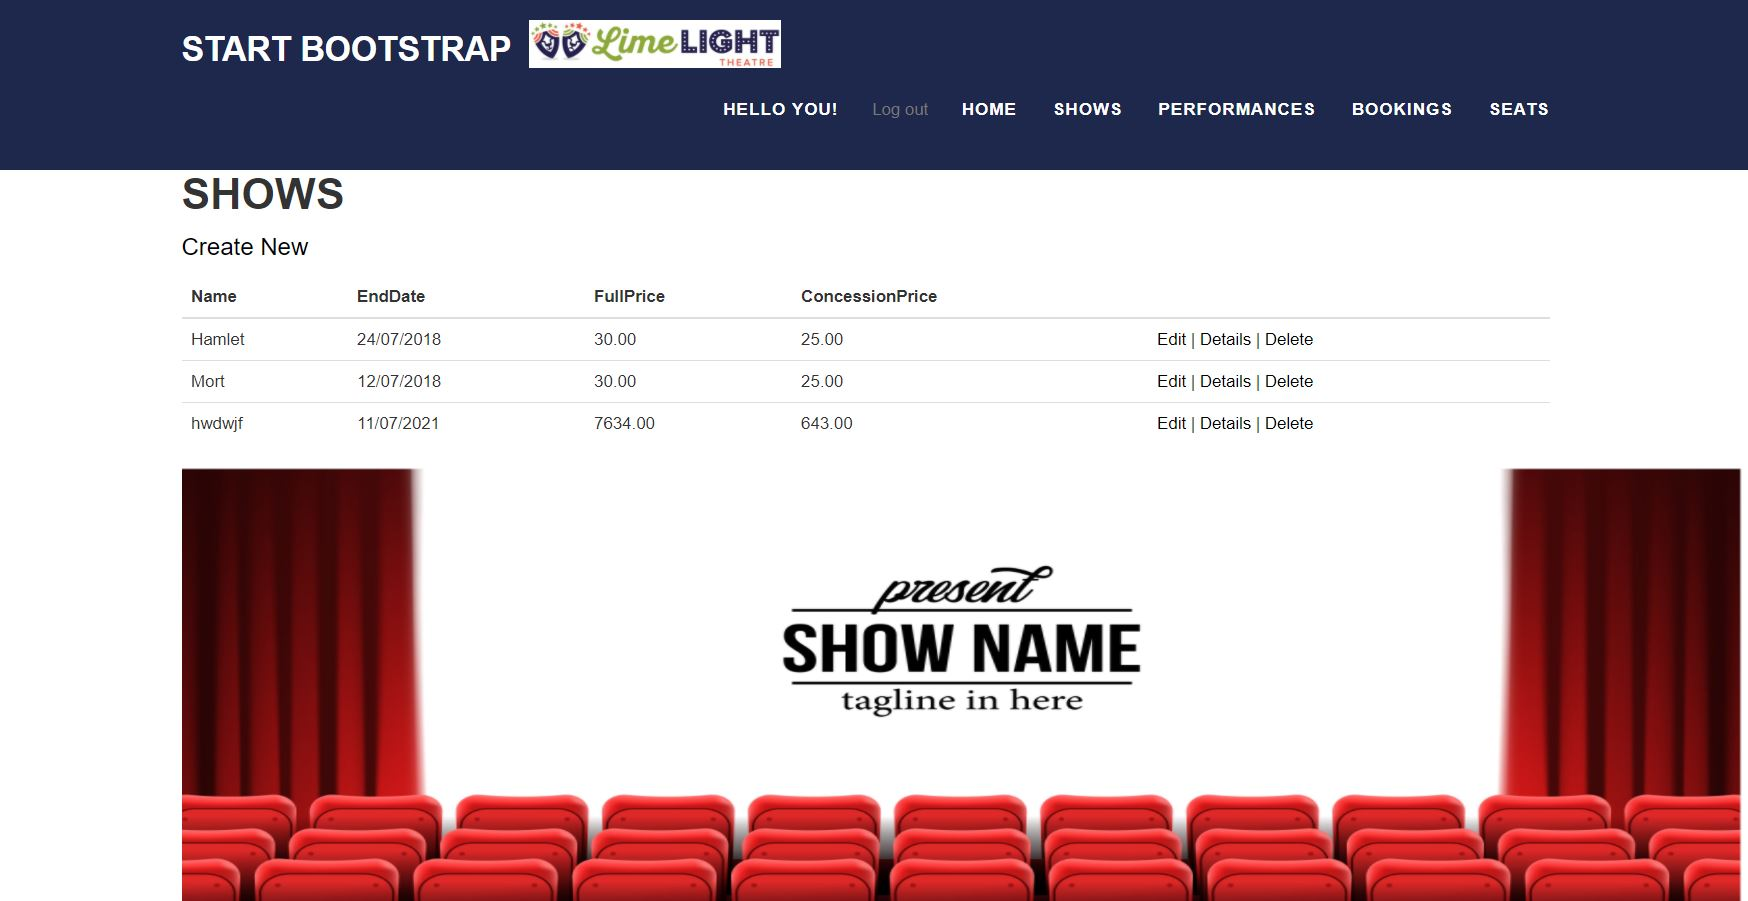 START BOOTSTRAP Lime LIGHT
THEATRE
HELLO YOU! Log out HOME SHOWS PERFORMANCES BOOKINGS SEATS
SHOWS
Create New
Name EndDate FullPrice ConcessionPrice
Hamlet 24/07/2018 30.00 25.00 Edit | Details | Delete
Mort 12/07/2018 30.00 25.00 Edit | Details | Delete
hwdwjf 11/07/2021 7634.00 643.00 Edit | Details | Delete
present
SHOW NAME
tagline in here